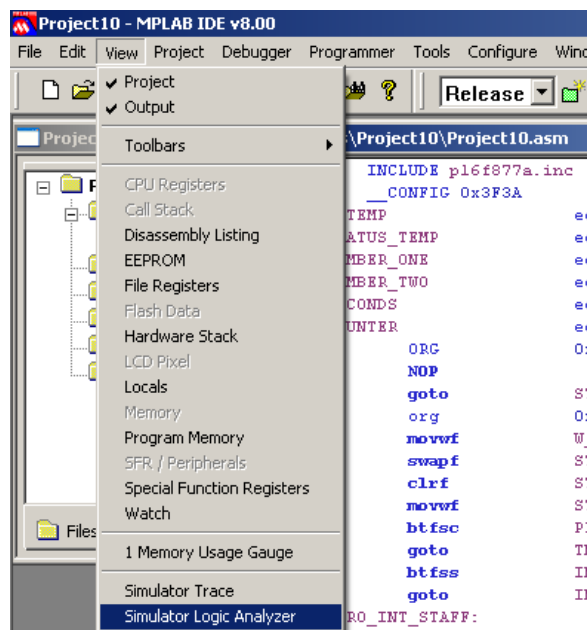 Project10 - MPLAB IDE v8.00
File Edit View Project Debugger Programmer Tools Configure
Release
Project
Output
Toolbars
CPU Registers
Call Stack
Disassembly Listing
EEPROM
File Registers
Flash Data
Hardware Stack
LCD Pixel
Locals
Memory
Program Memory
SFR / Peripherals
Special Function Registers
Watch
1 Memory Usage Gauge
Simulator Trace
Simulator Logic Analyzer
Files
\Project10\Project10.asm
INCLUDE p16f877a.inc
__CONFIG 0x3F3A
TEMP
ATUS_TEMP
MBER_ONE
MBER_TWO
CONDS
UNTER
ORG
NOP
goto
org
movwf
swapf
clrf
movwf
btfsc
goto
btfss
goto
RO_INT_STAFF: